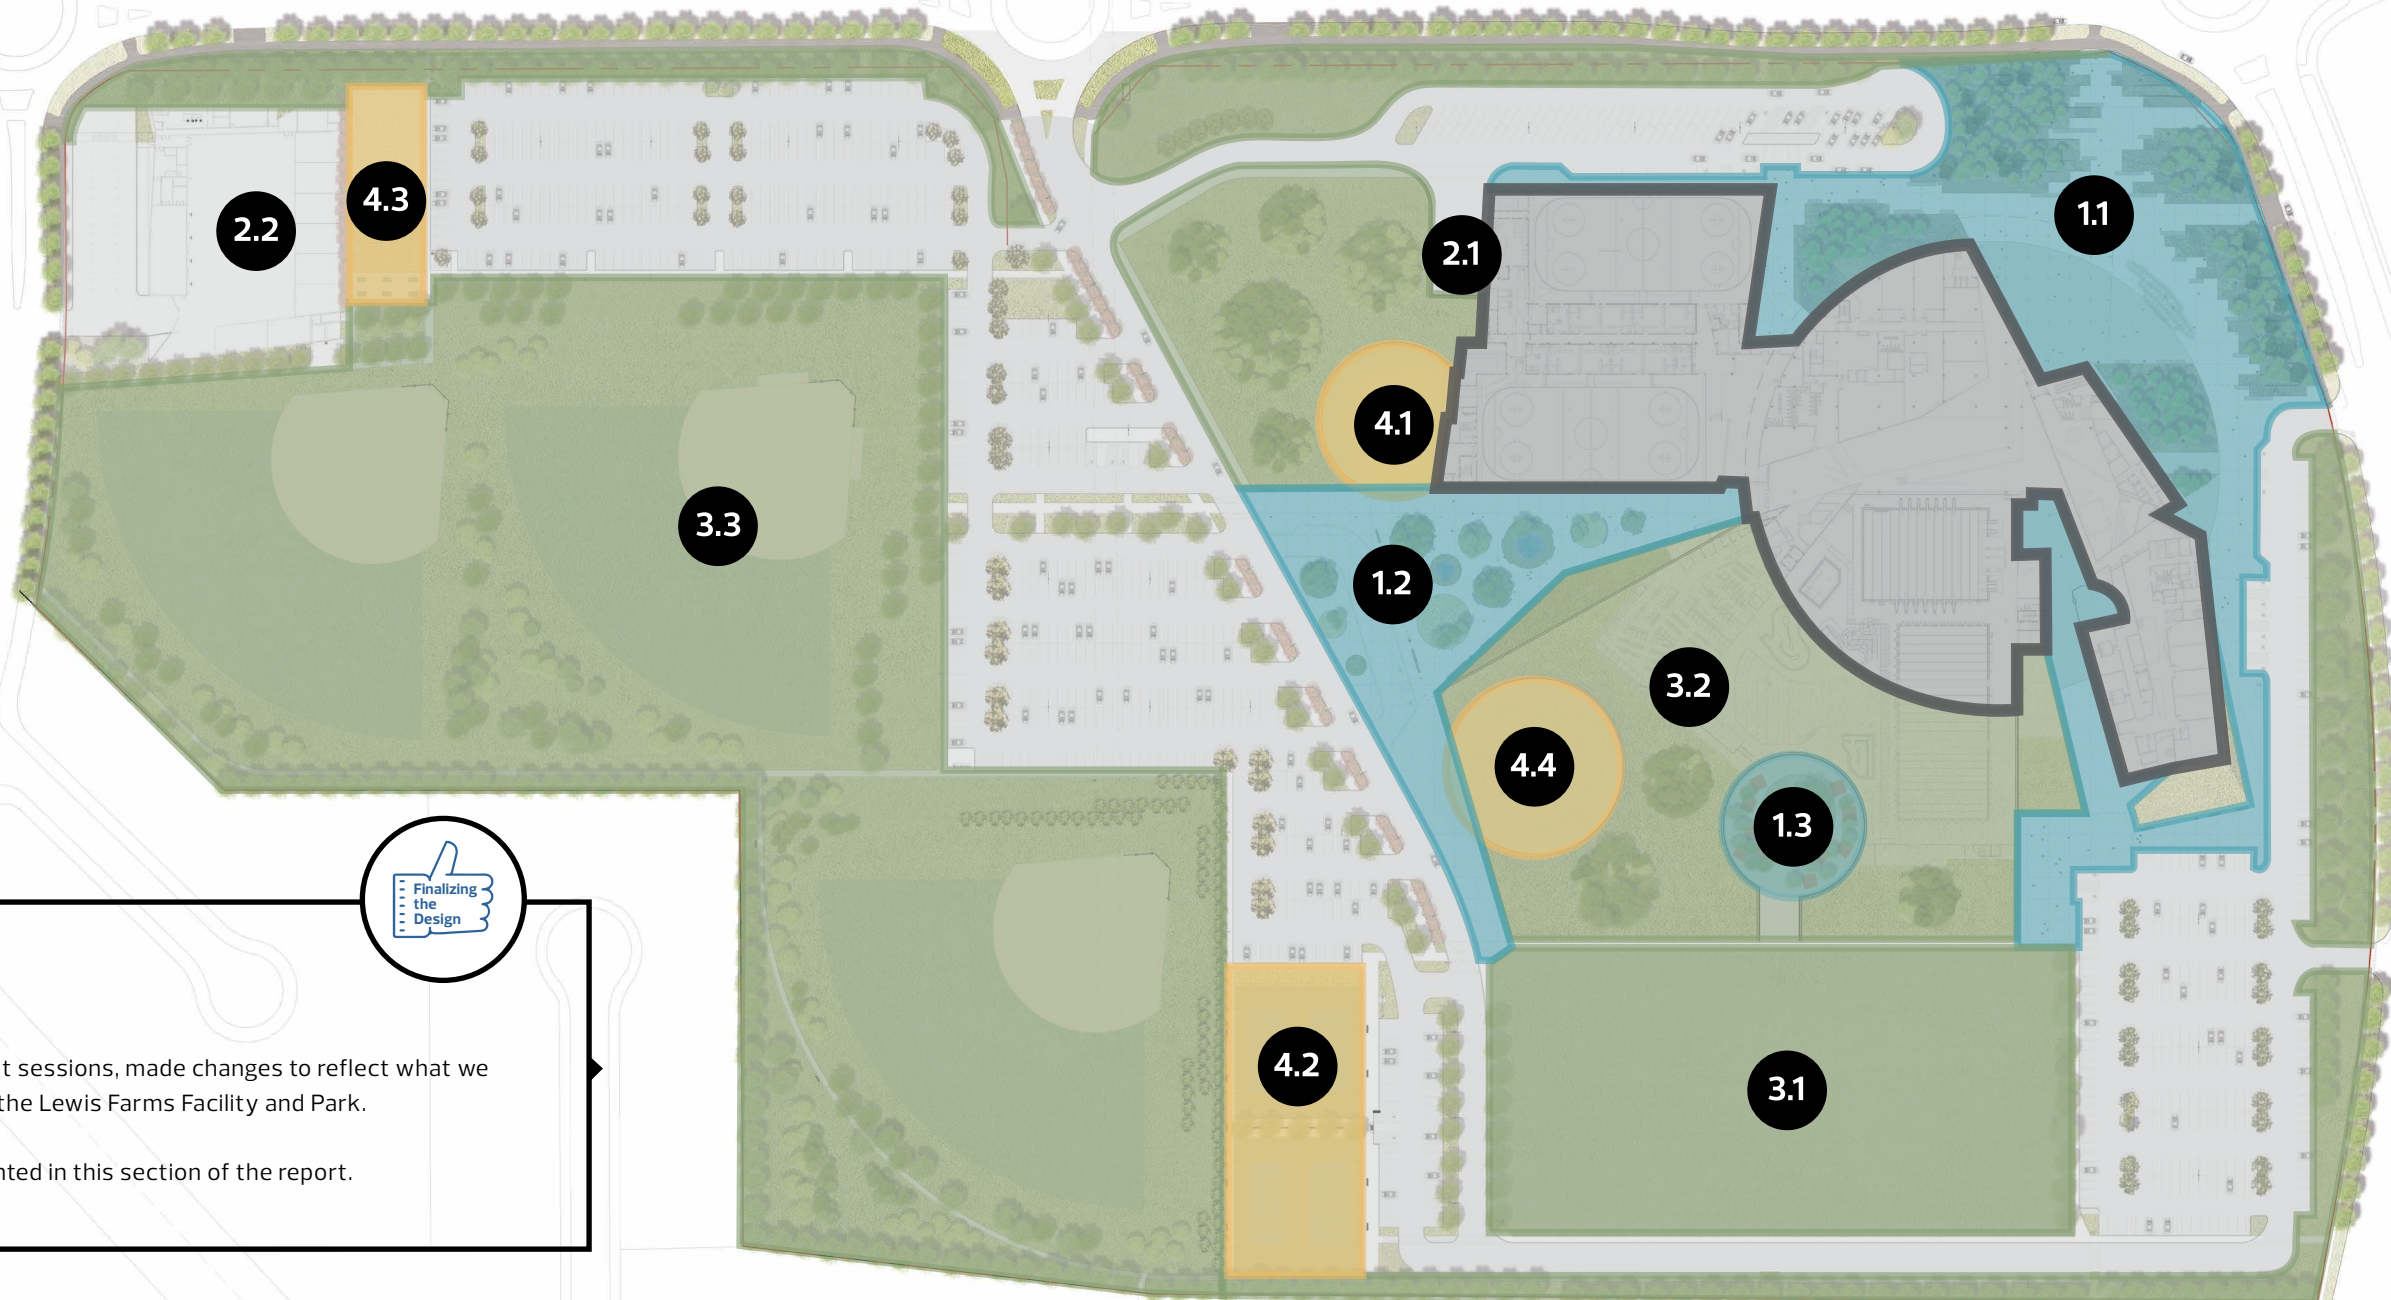 1.1
4.3
2.2
2.1
4.1
3.3
1.2
3.2
4.4
1.3
4.2
3.1
Finalizing
the
Design
t sessions, made changes to reflect what we
the Lewis Farms Facility and Park.
nted in this section of the report.